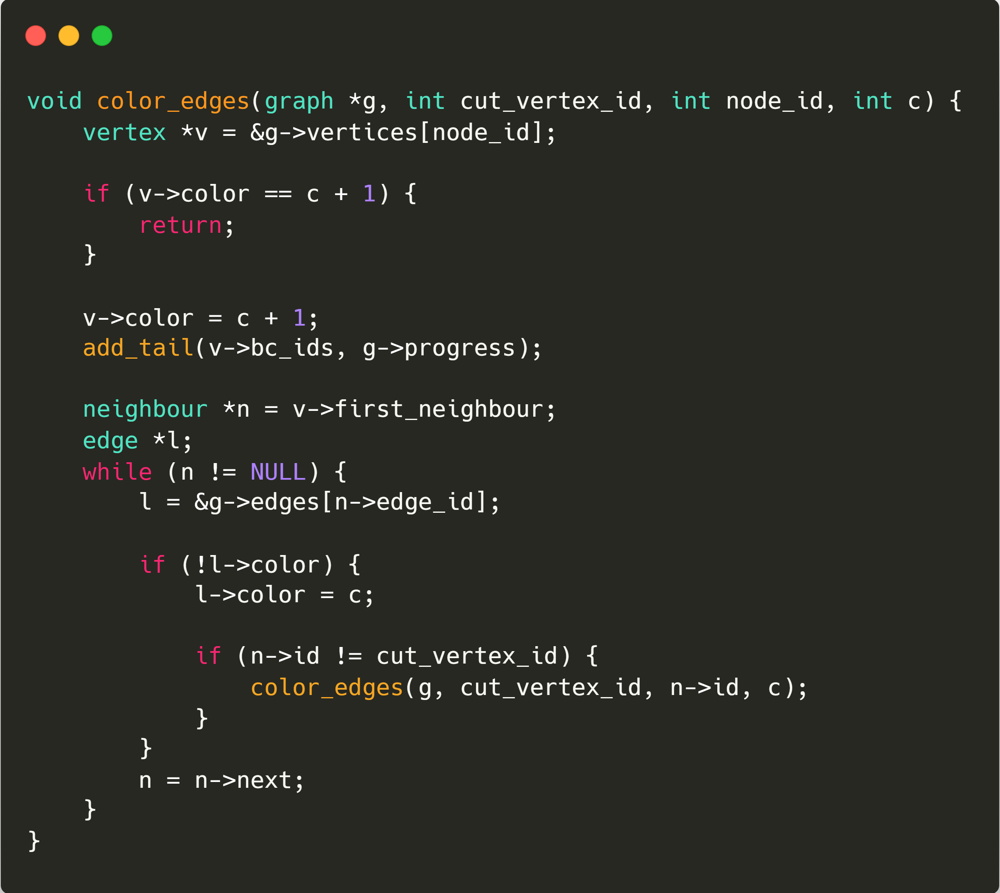 void color_edges(graph *g, int cut_vertex_id, int node_id, int c) {
    vertex *v = &g->vertices[node_id];

    if (v->color == c + 1) {
        return;
    }

    v->color = c + 1;
    add_tail(v->bc_ids, g->progress);

    neighbour *n = v->first_neighbour;
    edge *l;
    while (n != NULL) {
        l = &g->edges[n->edge_id];

        if (!l->color) {
            l->color = c;

            if (n->id != cut_vertex_id) {
                color_edges(g, cut_vertex_id, n->id, c);
            }
        }
        n = n->next;
    }
}